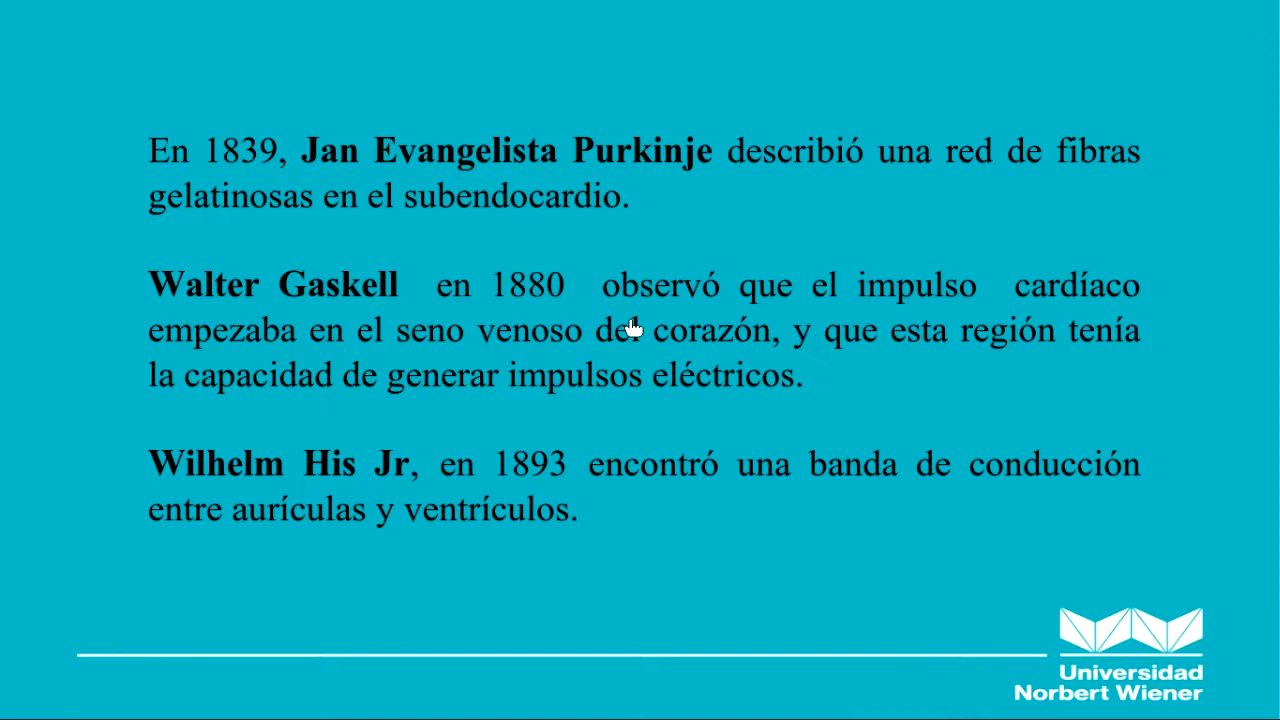 En 1839, Jan Evangelista Purkinje describió una red de fibras
gelatinosas en el subendocardio.
Walter Gaskell en 1880 observó que el impulso cardíaco
empezaba en el seno venoso del corazón, y que esta región tenía
la capacidad de generar impulsos eléctricos.
Wilhelm His Jr, en 1893 encontró una banda de conducción
entre aurículas y ventrículos.
Universidad
Norbert Wiener